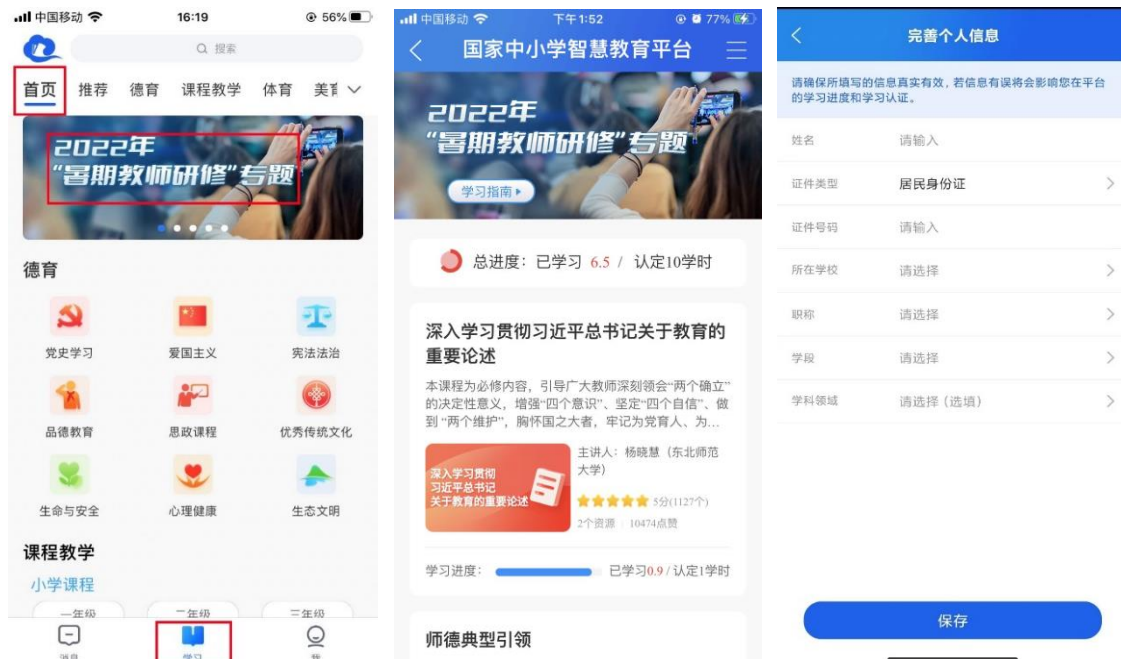 中国移动
16:19
56%
搜索
首页 推荐 德育 课程教学 体育 美育
2022年
“暑期教师研修”专题
德育
党史学习 爱国主义 宪法法治
品德教育 思政课程 优秀传统文化
生命与安全 心理健康 生态文明
课程教学
小学课程
一年级 二年级 三年级
消息 学习 我
中国移动
下午1:52
77%
国家中小学智慧教育平台
2022年
“暑期教师研修”专题
学习指南
总进度：已学习 6.5 / 认定10学时
深入学习贯彻习近平总书记关于教育的
重要论述
本课程为必修内容，引导广大教师深刻领会“两个确立”
的决定性意义，增强“四个意识”、坚定“四个自信”、做
到“两个维护”，胸怀国之大者，牢记为党育人、为...
深入学习贯彻
习近平总书记
关于教育的重要论述
主讲人：杨晓慧（东北师范
大学）
5分(1127个)
2个资源 | 10474点赞
学习进度： 已学习0.9 / 认定1学时
师德典型引领
完善个人信息
请确保所填写的信息真实有效，若信息有误将会影响您在平台
的学习进度和学习认证。
姓名 请输入
证件类型 居民身份证
证件号码 请输入
所在学校 请选择
职称 请选择
学段 请选择
学科领域 请选择（选填）
保存